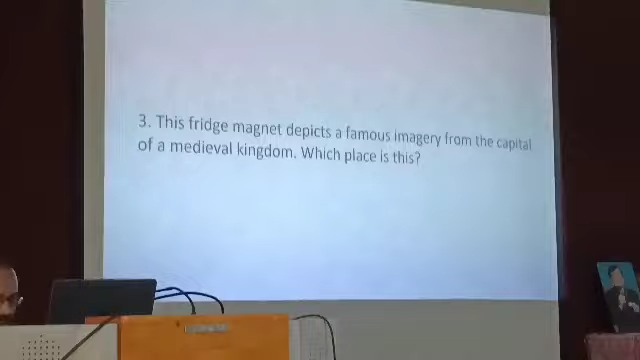 3. This fridge magnet depicts a famous imagery from the capital
of a medieval kingdom. Which place is this?